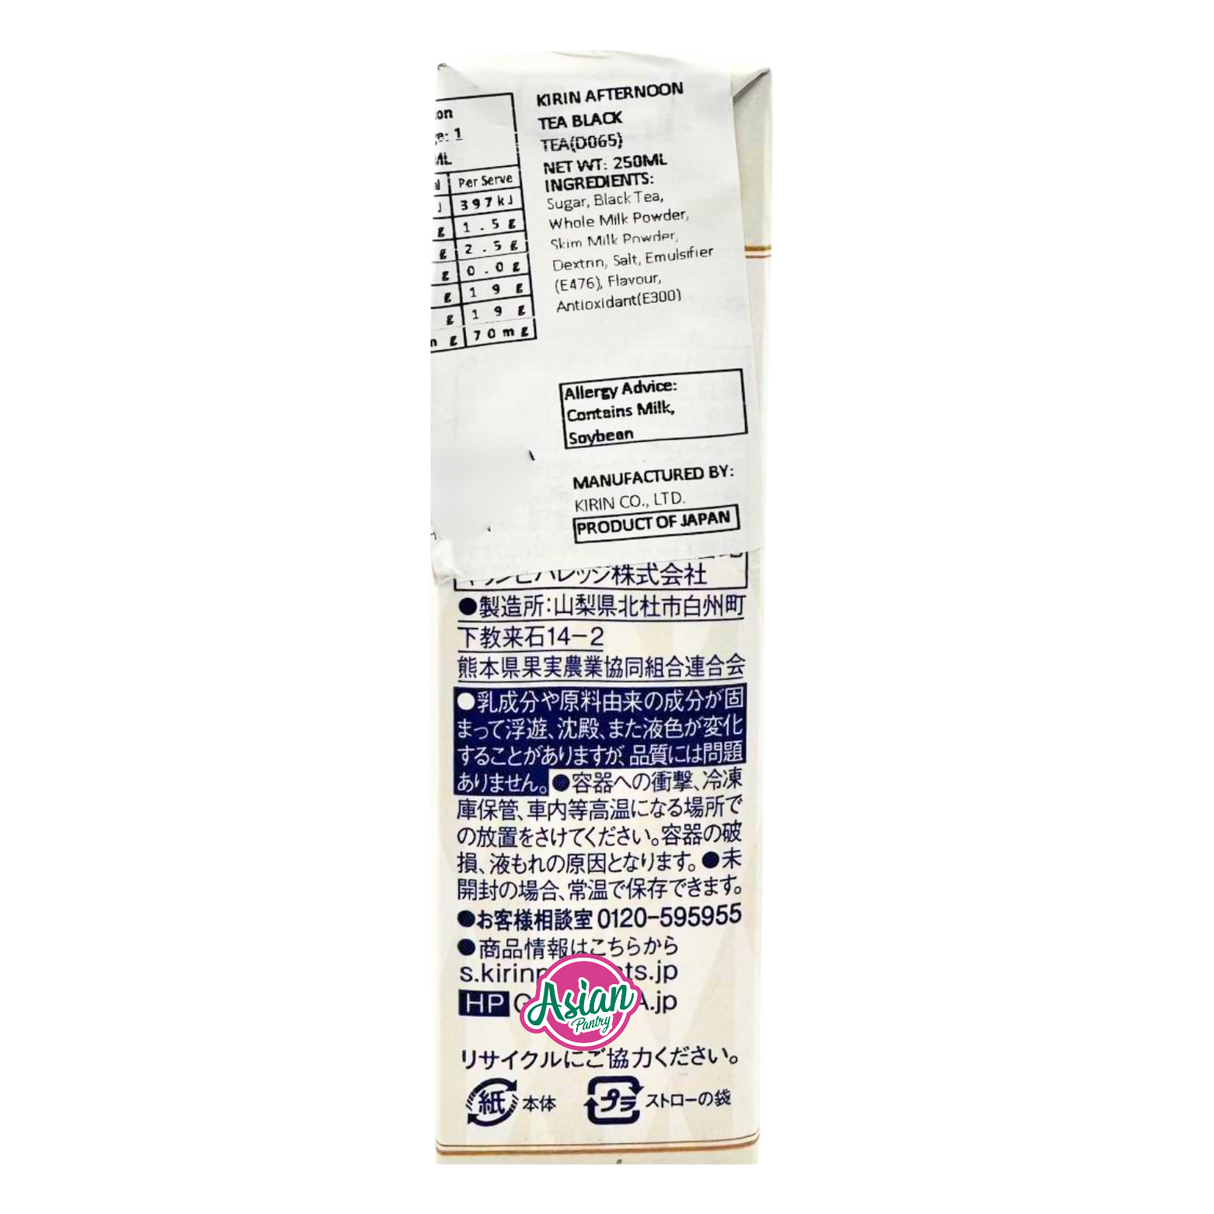 on
e: 1
ML
Per Serve
J 397kJ
g 1.5g
g 2.5g
g 0.0g
g 19 g
g 19 g
g 70mg
KIRIN AFTERNOON
TEA BLACK
TEA(D065)
NET WT: 250ML
INGREDIENTS:
Sugar, Black Tea,
Whole Milk Powder,
Skim Milk Powder,
Dextrin, Salt, Emulsifier
(E476), Flavour,
Antioxidant(E300)
Allergy Advice:
Contains Milk,
Soybean
MANUFACTURED BY:
KIRIN CO., LTD.
PRODUCT OF JAPAN
キリンビバレッジ株式会社
●製造所:山梨県北杜市白州町
下教来石14−2
熊本県果実農業協同組合連合会
●乳成分や原料由来の成分が固
まって浮遊、沈殿、また液色が変化
することがありますが、品質には問題
ありません。●容器への衝撃、冷凍
庫保管、車内等高温になる場所で
の放置をさけてください。容器の破
損、液もれの原因となります。●未
開封の場合、常温で保存できます。
●お客様相談室 0120−595955
●商品情報はこちらから
s.kirinp ts.jp
HP G A.jp
Asian
Pantry
リサイクルにご協力ください。
紙 本体 プラ ストローの袋